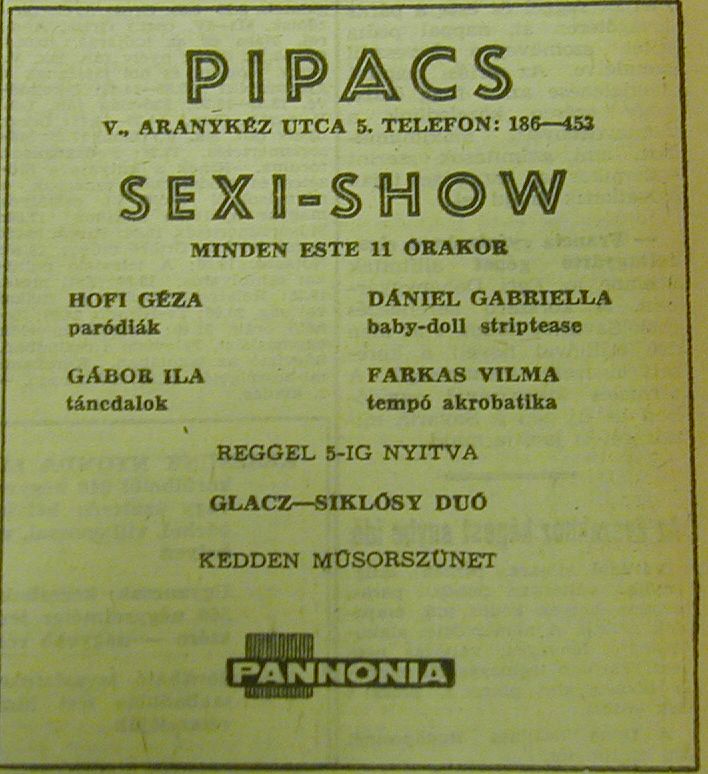 PIPACS
V., ARANYKÉZ UTCA 5. TELEFON: 186—453
SEXI-SHOW
MINDEN ESTE 11 ÓRAKOR
HOFI GÉZA
paródiák
DÁNIEL GABRIELLA
baby-doll striptease
GÁBOR ILA
táncdalok
FARKAS VILMA
tempó akrobatika
REGGEL 5-IG NYITVA
GLACZ—SIKLÓSY DUÓ
KEDDEN MŰSORSZÜNET
PANNONIA